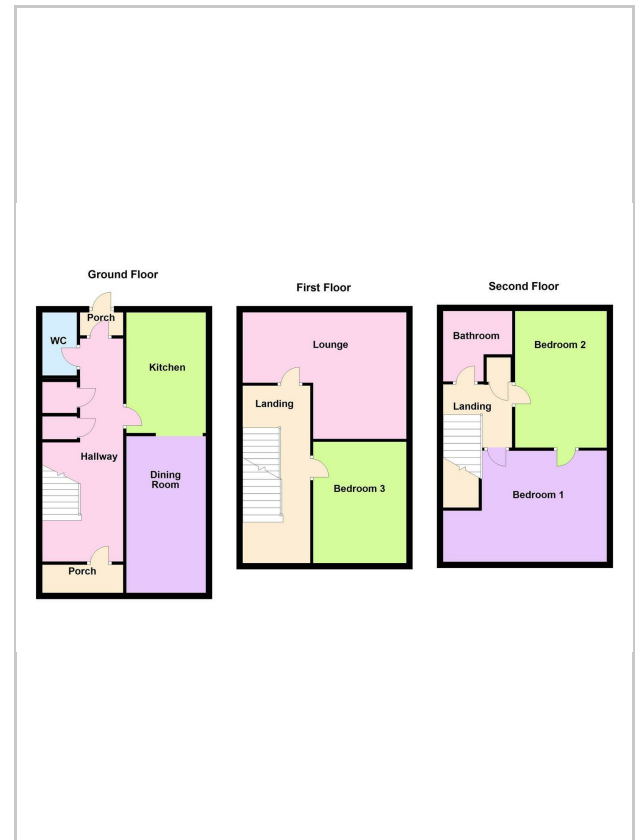 Ground Floor
Porch
WC
Kitchen
Hallway
Dining
Room
Porch
First Floor
Lounge
Landing
Bedroom 3
Second Floor
Bathroom
Bedroom 2
Landing
Bedroom 1